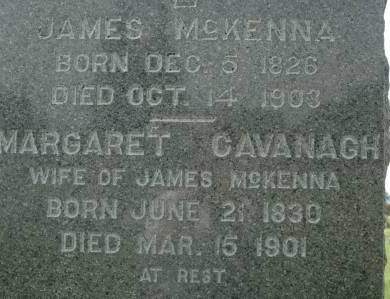 JAMES McKENNA
BORN DEC. 5 1826
DIED OCT. 14 1903
MARGARET CAVANAGH
WIFE OF JAMES McKENNA
BORN JUNE 21 1830
DIED MAR. 15 1901
AT REST